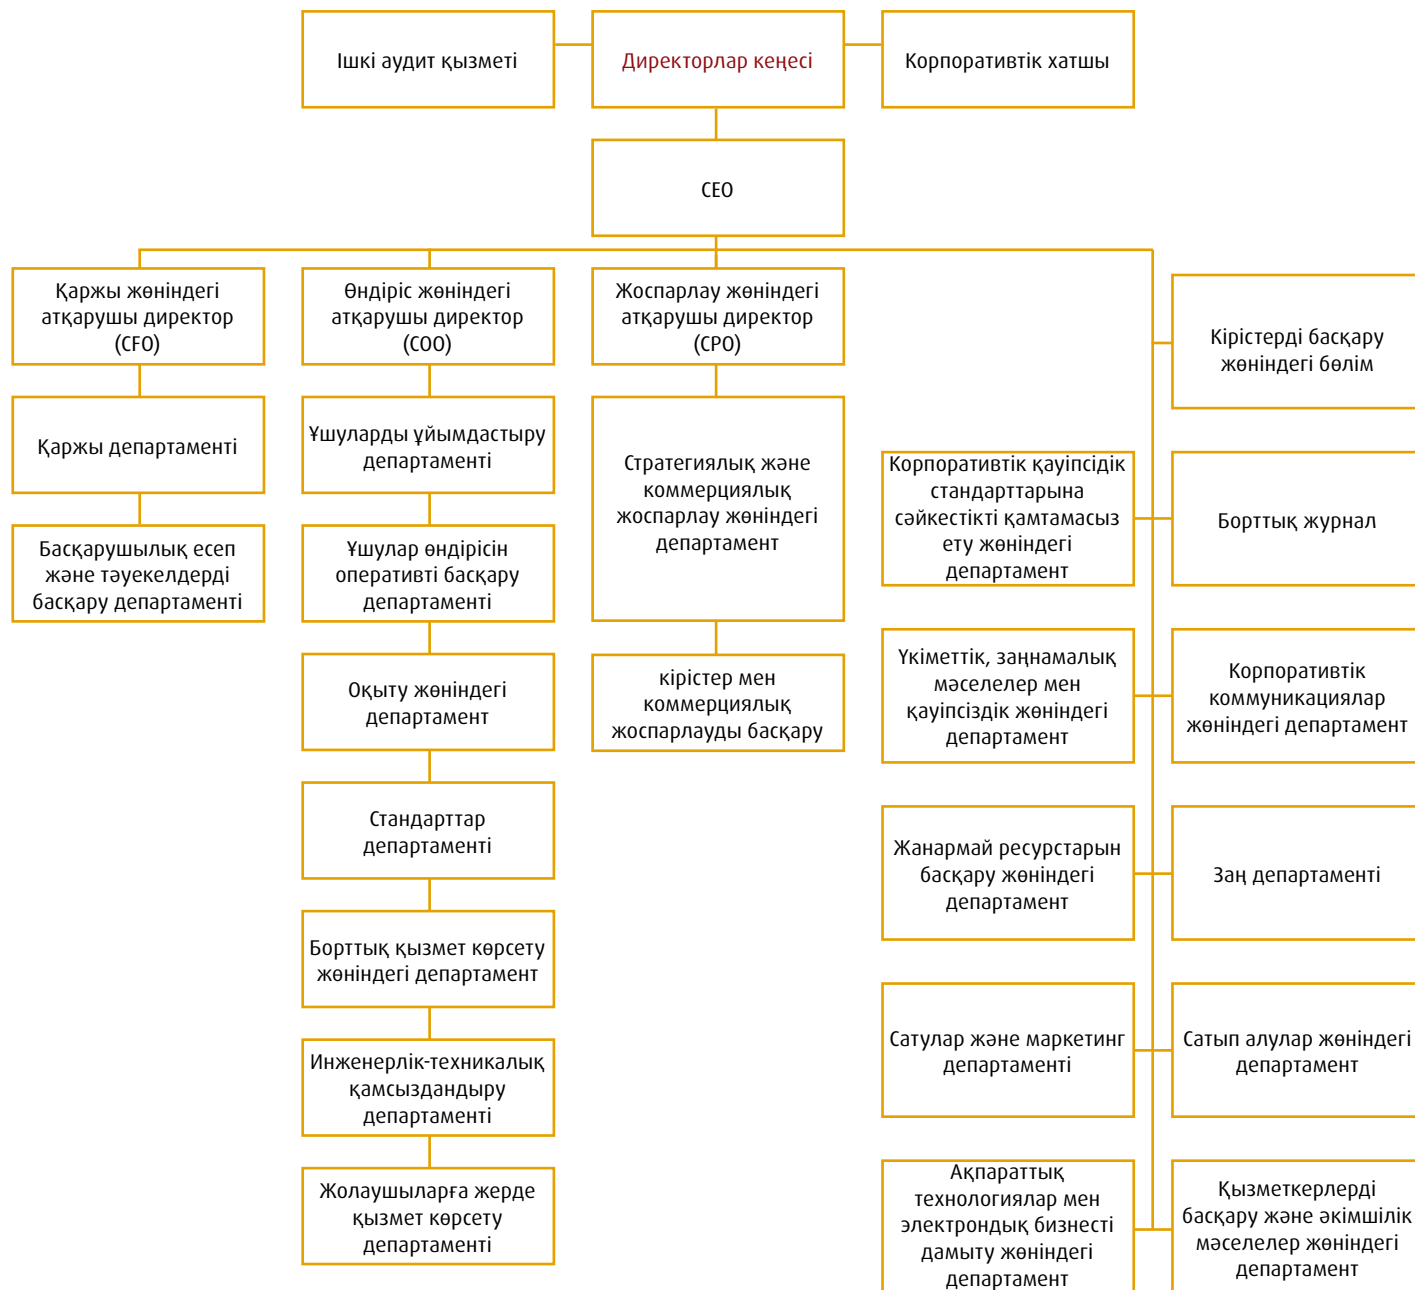 Ішкі аудит қызметі
Директорлар кеңесі
Корпоративтік хатшы
CEO
Қаржы жөніндегі
атқарушы директор
(CFO)
Өндіріс жөніндегі
атқарушы директор
(COO)
Жоспарлау жөніндегі
атқарушы директор
(CPO)
Кірістерді басқару
жөніндегі бөлім
Қаржы департаменті
Ұшуларды ұйымдастыру
департаменті
Стратегиялық және
коммерциялық
жоспарлау жөніндегі
департамент
Корпоративтік қауіпсідік
стандарттарына
сәйкестікті қамтамасыз
ету жөніндегі
департамент
Борттық журнал
Басқарушылық есеп
және тәуекелдерді
басқару департаменті
Ұшулар өндірісін
оперативті басқару
департаменті
Оқыту жөніндегі
департамент
кірістер мен
коммерциялық
жоспарлауды басқару
Үкіметтік, заңнамалық
мәселелер мен
қауіпсіздік жөніндегі
департамент
Корпоративтік
коммуникациялар
жөніндегі департамент
Стандарттар
департаменті
Жанармай ресурстарын
басқару жөніндегі
департамент
Заң департаменті
Борттық қызмет көрсету
жөніндегі департамент
Инженерлік-техникалық
қамсыздандыру
департаменті
Сатулар және маркетинг
департаменті
Сатып алулар жөніндегі
департамент
Жолаушыларға жерде
қызмет көрсету
департаменті
Ақпараттық
технологиялар мен
электрондық бизнесті
дамыту жөніндегі
департамент
Қызметкерлерді
басқару және әкімшілік
мәселелер жөніндегі
департамент